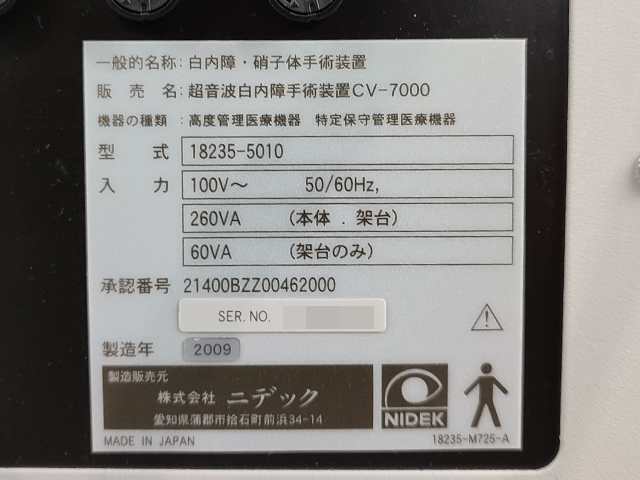 一般的名称: 白内障・硝子体手術装置
販売名: 超音波白内障手術装置CV-7000
機器の種類 : 高度管理医療機器 特定保守管理医療機器
型式 18235-5010
入力 100V～ 50/60Hz,
260VA (本体 . 架台)
60VA (架台のみ)
承認番号 21400BZZ00462000
SER. NO.
製造年 2009
製造販売元
株式会社 ニデック
愛知県蒲郡市拾石町前浜34-14
NIDEK
MADE IN JAPAN
18235-M725-A